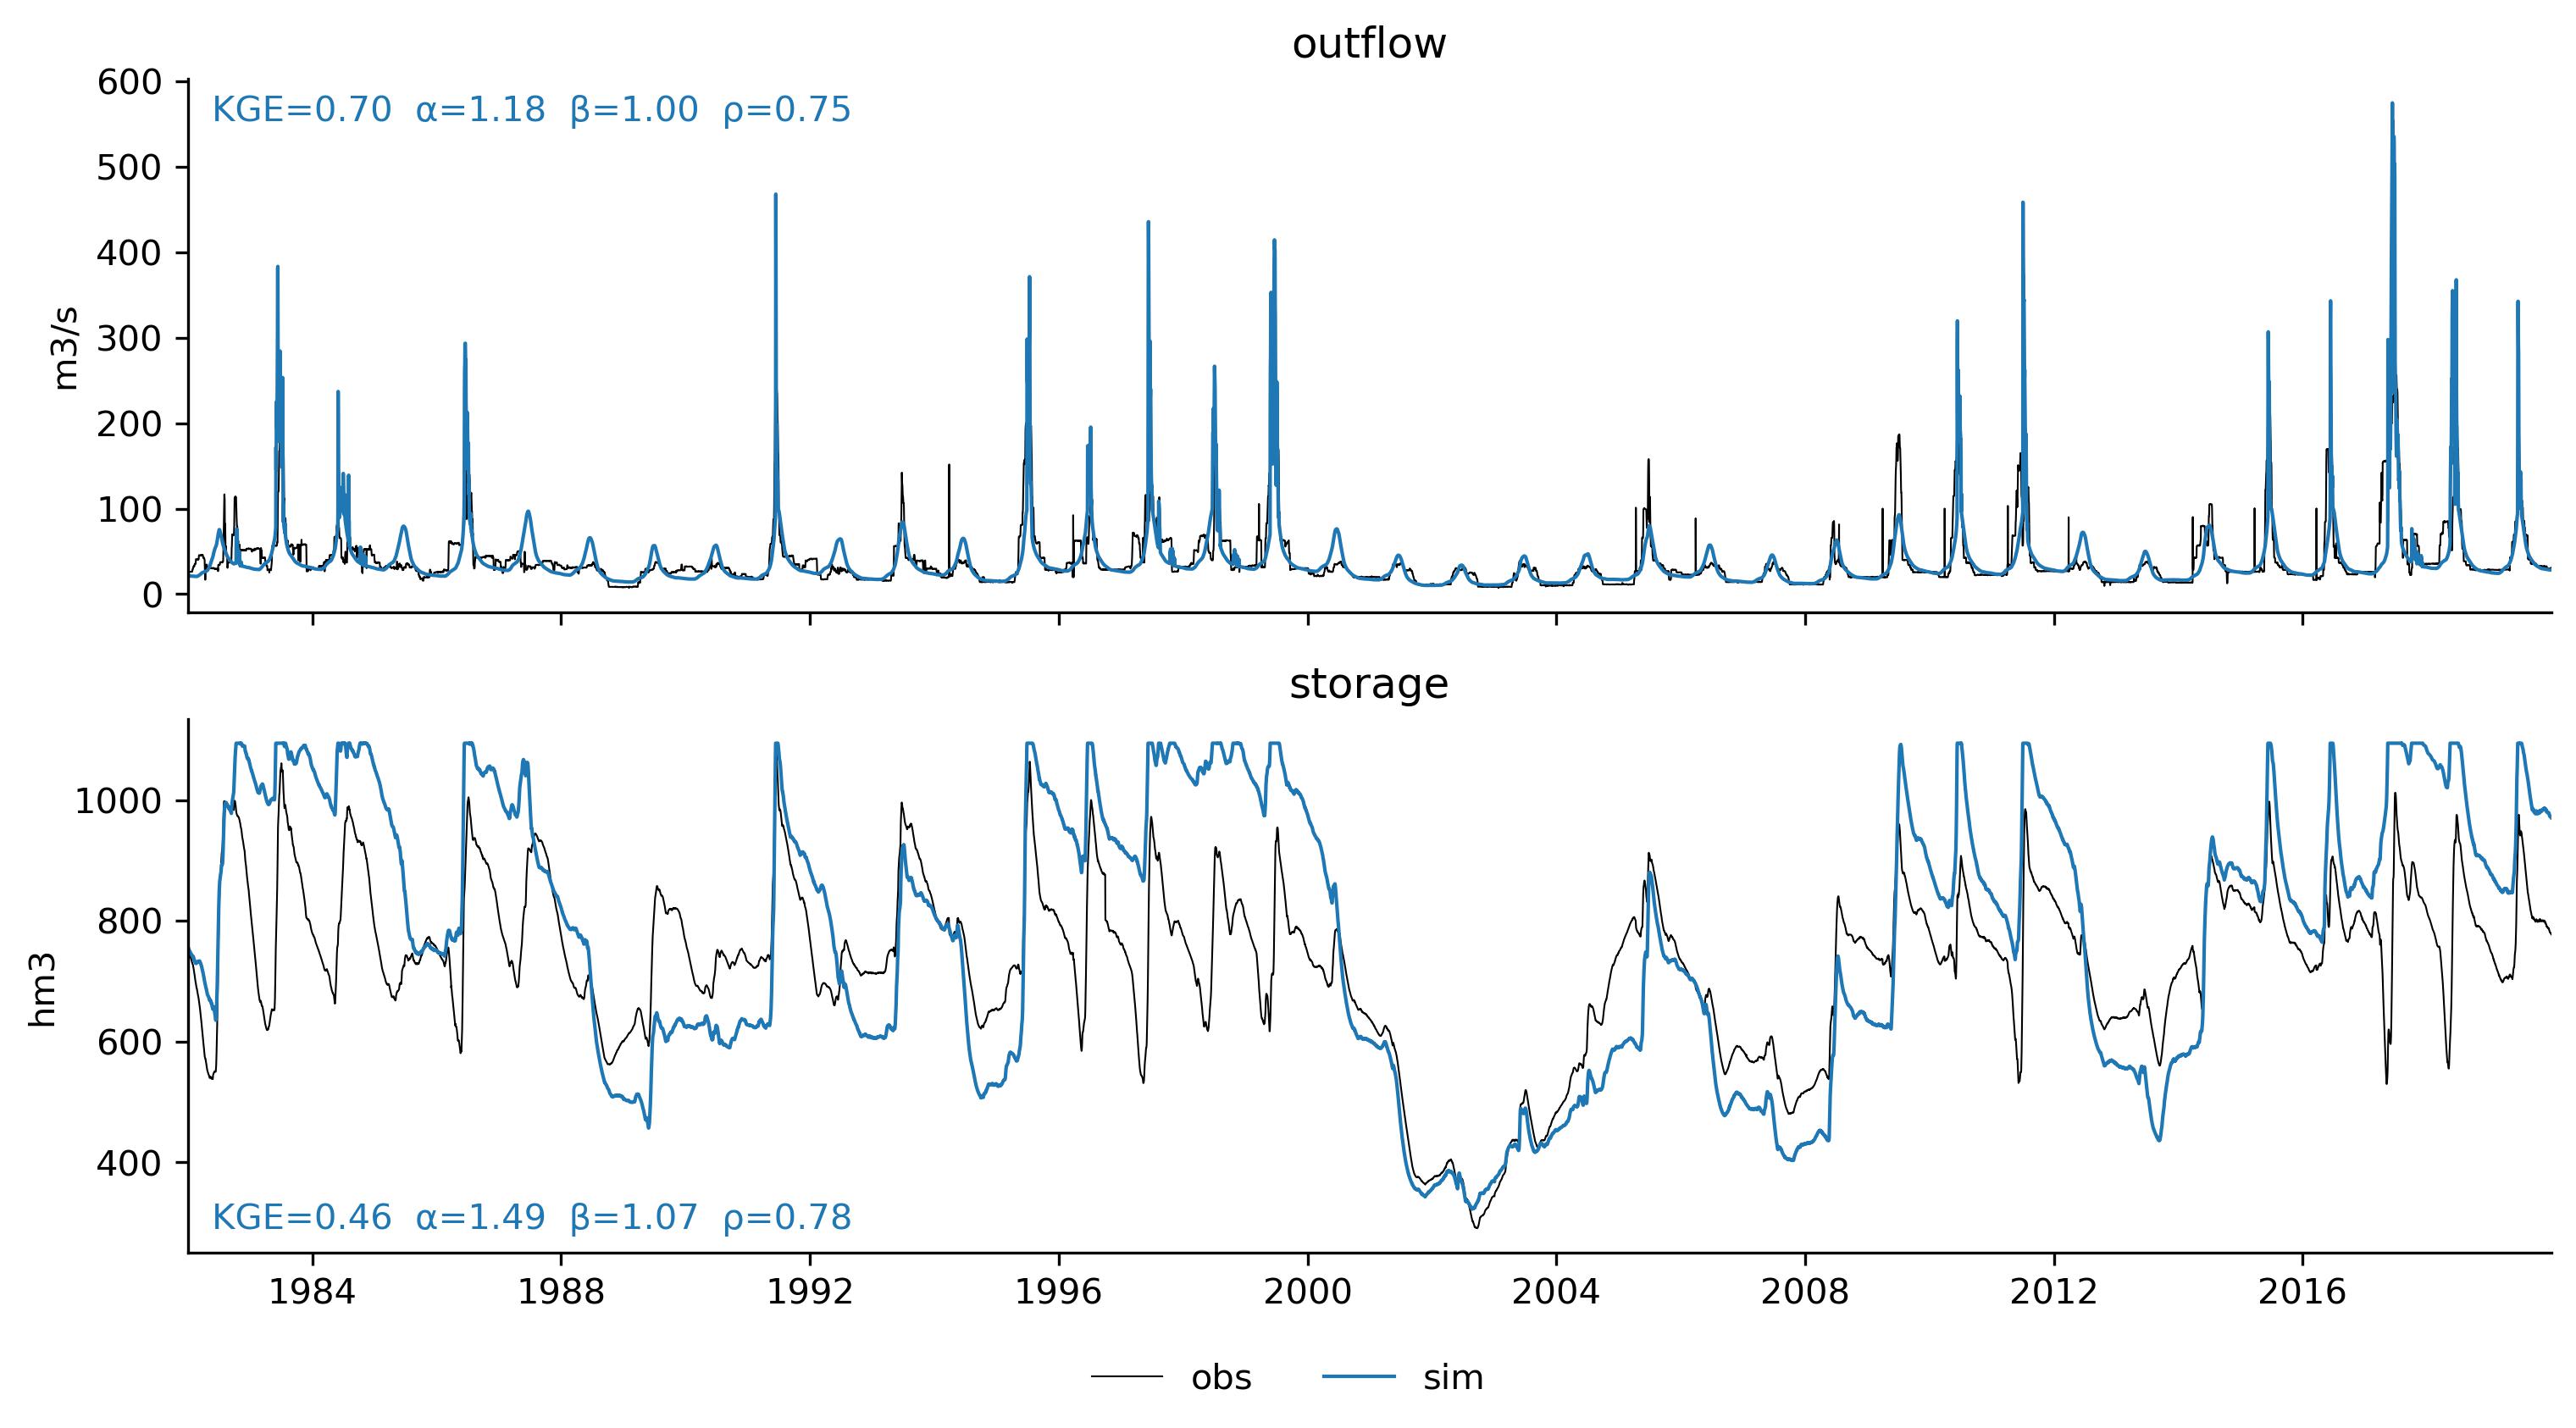 outflow
600
KGE=0.70 α=1.18 β=1.00 ρ=0.75
500
400
m3/s
300
200
100
0
storage
1000
800
hm3
600
400
KGE=0.46 α=1.49 β=1.07 ρ=0.78
1984 1988 1992 1996 2000 2004 2008 2012 2016
obs sim